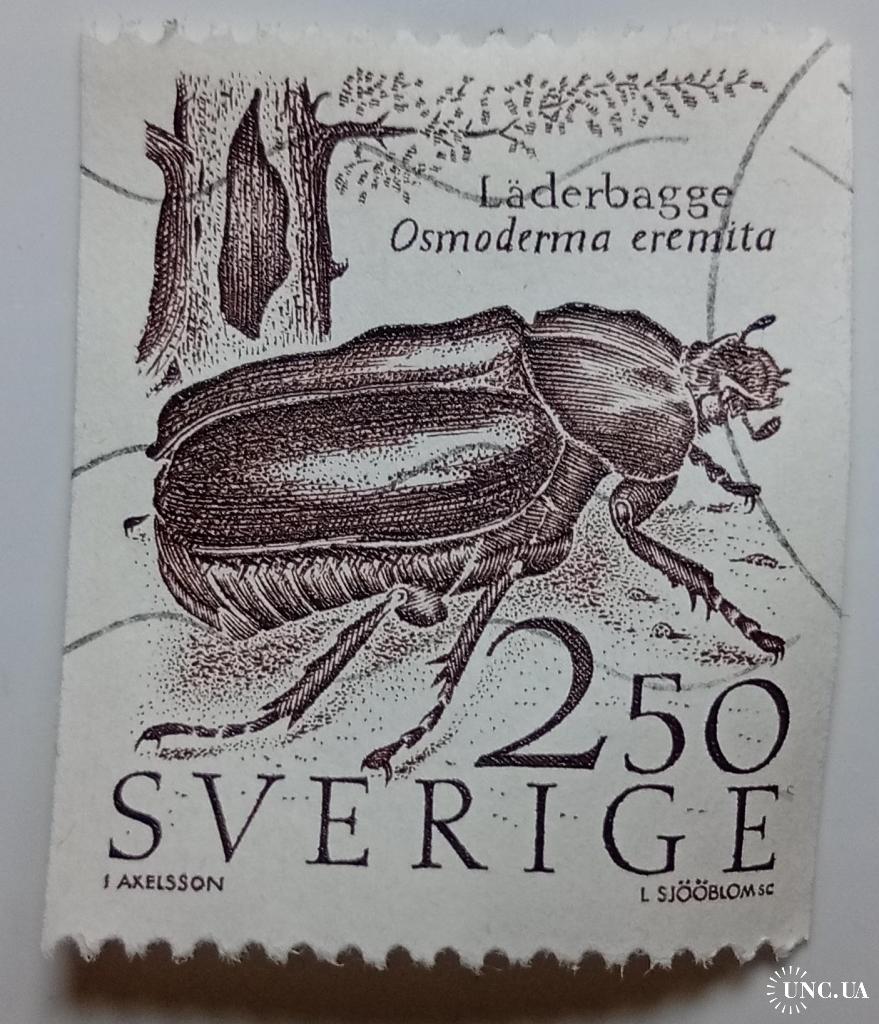 Läderbagge
Osmoderma eremita
2 50
SVERIGE
I AXELSSON
L SJÖÖBLOM SC
UNC.UA